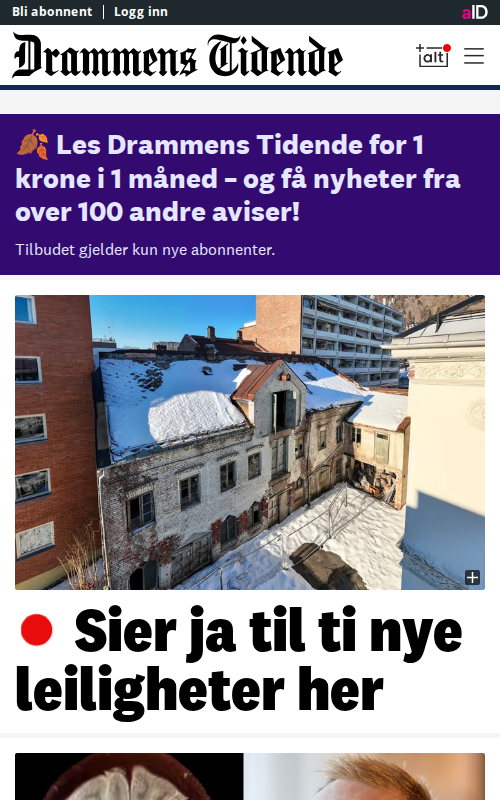 Bli abonnent | Logg inn
aID
Drammens Tidende
+alt
🍂 Les Drammens Tidende for 1
krone i 1 måned – og få nyheter fra
over 100 andre aviser!
Tilbudet gjelder kun nye abonnenter.
Sier ja til ti nye
leiligheter her